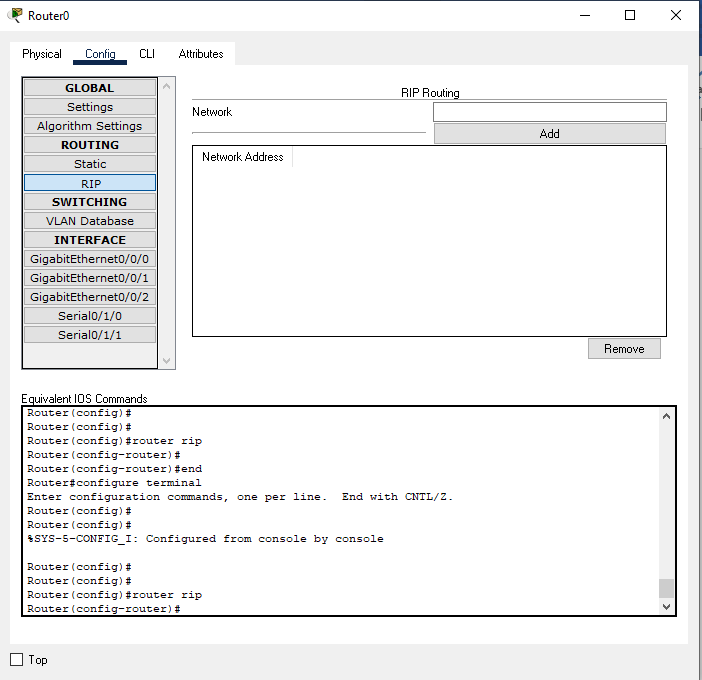 Router0
Physical Config CLI Attributes
GLOBAL
Settings
Algorithm Settings
ROUTING
Static
RIP
SWITCHING
VLAN Database
INTERFACE
GigabitEthernet0/0/0
GigabitEthernet0/0/1
GigabitEthernet0/0/2
Serial0/1/0
Serial0/1/1
RIP Routing
Network
Add
Network Address
Remove
Equivalent IOS Commands
Router(config)#
Router(config)#
Router(config)#router rip
Router(config-router)#
Router(config-router)#end
Router#configure terminal
Enter configuration commands, one per line.  End with CNTL/Z.
Router(config)#
Router(config)#
%SYS-5-CONFIG_I: Configured from console by console
Router(config)#
Router(config)#
Router(config)#router rip
Router(config-router)#
Top